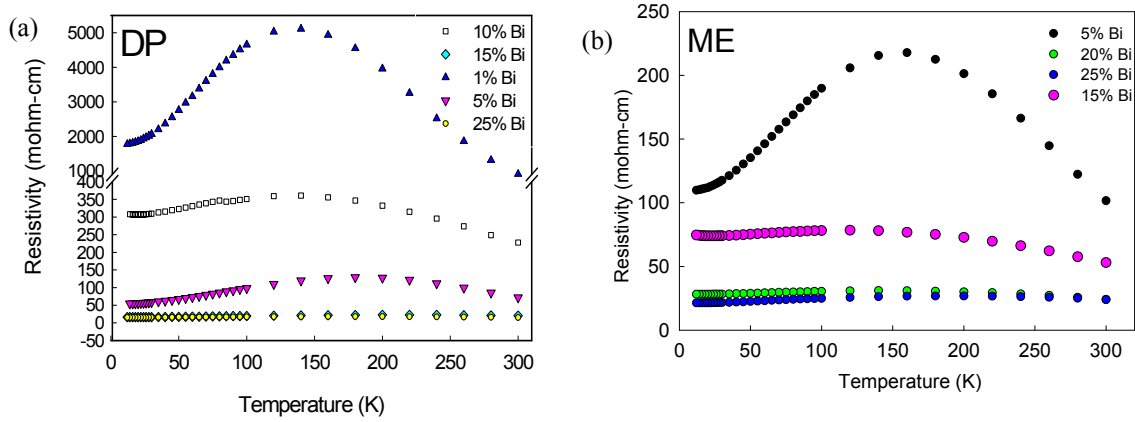 (a)
DP
10% Bi
15% Bi
1% Bi
5% Bi
25% Bi
5000
4000
3000
2000
1000
400
350
300
250
200
150
100
50
0
-50
Resistivity (mohm-cm)
0 50 100 150 200 250 300
Temperature (K)
(b)
ME
5% Bi
20% Bi
25% Bi
15% Bi
250
200
150
100
50
0
Resistivity (mohm-cm)
0 50 100 150 200 250 300
Temperature (K)